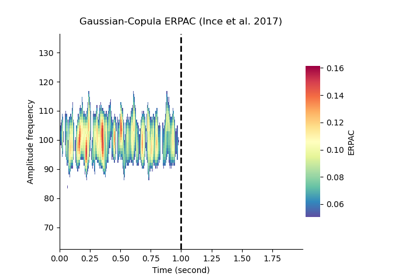 Gaussian-Copula ERPAC (Ince et al. 2017)
130
120
110
100
90
80
70
Amplitude frequency
0.00 0.25 0.50 0.75 1.00 1.25 1.50 1.75
Time (second)
0.16
0.14
0.12
0.10
0.08
0.06
ERPAC